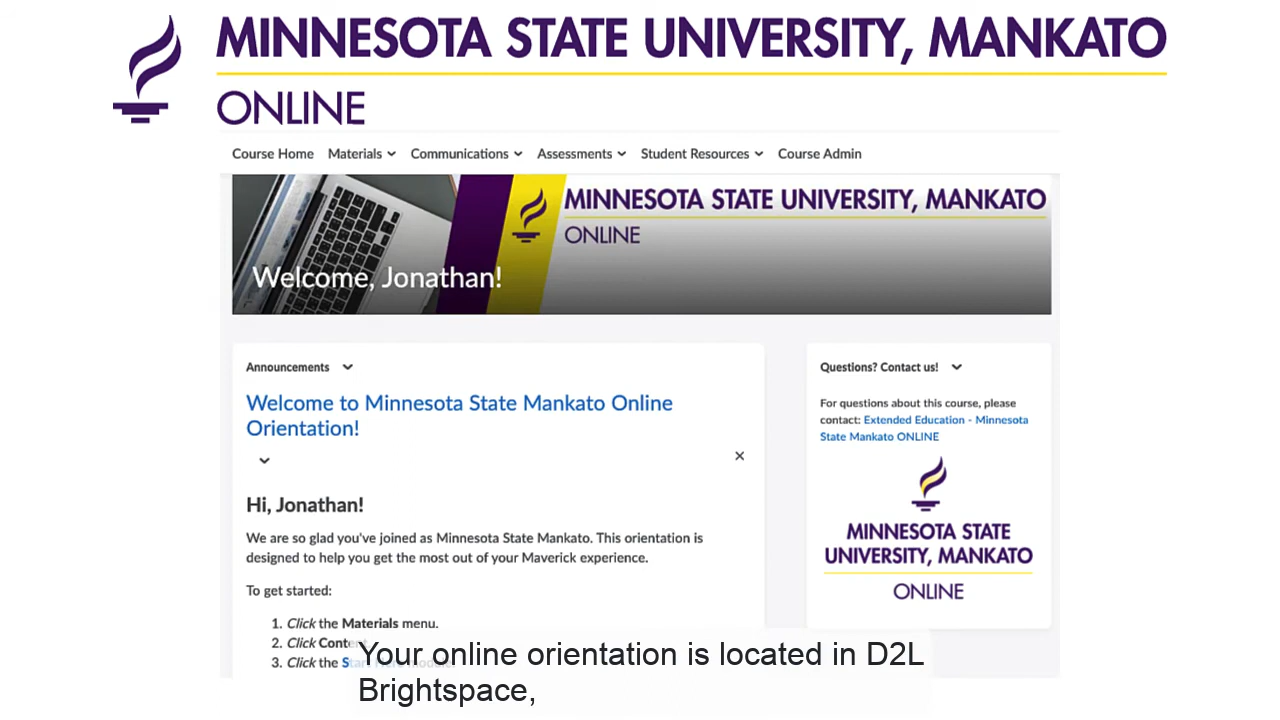 MINNESOTA STATE UNIVERSITY, MANKATO
ONLINE
Course Home Materials Communications Assessments Student Resources Course Admin
MINNESOTA STATE UNIVERSITY, MANKATO
ONLINE
Welcome, Jonathan!
Announcements
Welcome to Minnesota State Mankato Online
Orientation!
Hi, Jonathan!
We are so glad you've joined as Minnesota State Mankato. This orientation is
designed to help you get the most out of your Maverick experience.
To get started:
1. Click the Materials menu.
2. Click
3. Click the
Questions? Contact us!
For questions about this course, please
contact: Extended Education - Minnesota
State Mankato ONLINE
MINNESOTA STATE
UNIVERSITY, MANKATO
ONLINE
Your online orientation is located in D2L
Brightspace,